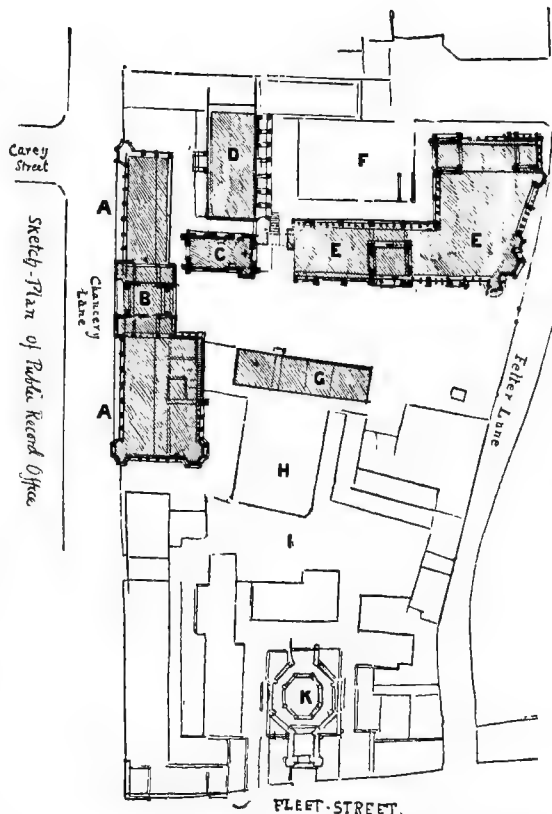 Carey
Street
Sketch-Plan of Public Record Office
Chancery
Lane
A
B
A
D
C
F
E
E
G
H
I
K
Fetter Lane
FLEET-STREET.